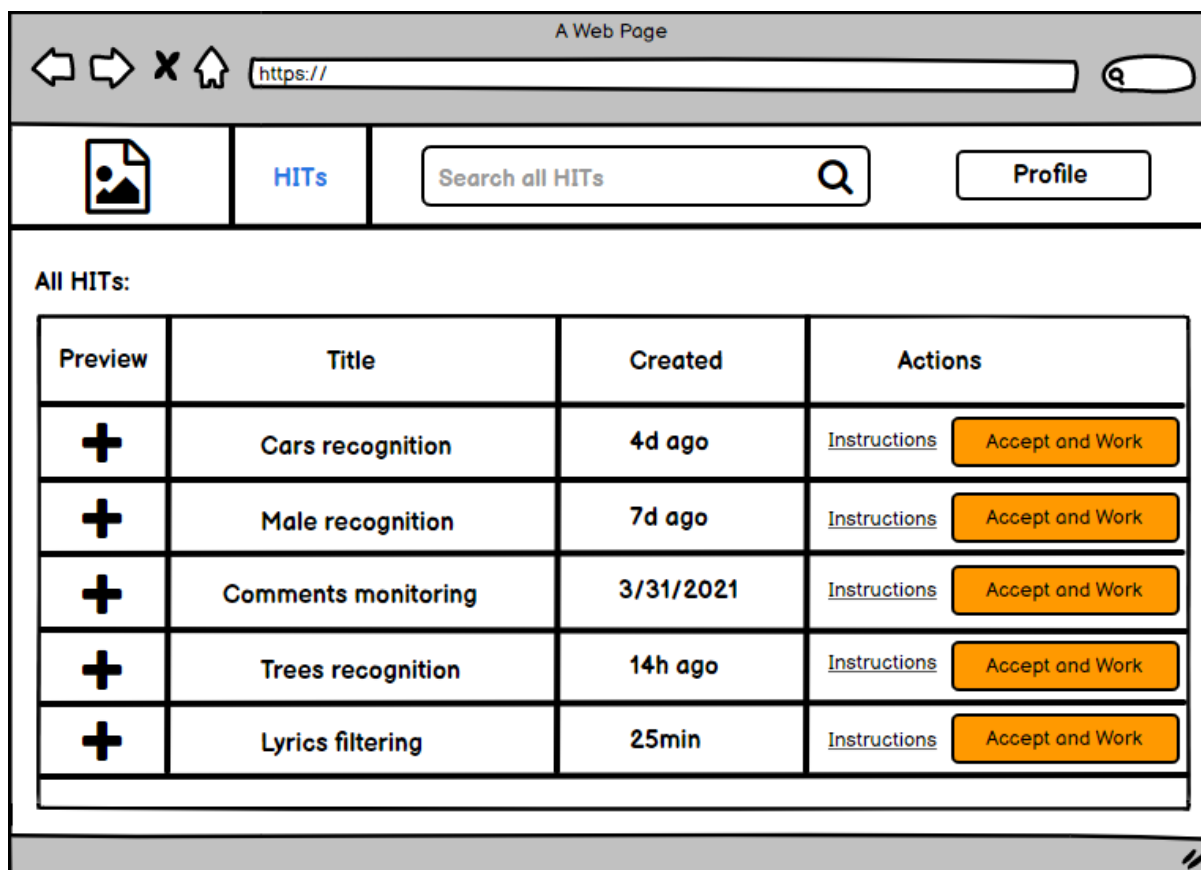 A Web Page
https://
HITs
Search all HITs
Profile
All HITs:
Preview Title Created Actions
Cars recognition 4d ago Instructions Accept and Work
Male recognition 7d ago Instructions Accept and Work
Comments monitoring 3/31/2021 Instructions Accept and Work
Trees recognition 14h ago Instructions Accept and Work
Lyrics filtering 25min Instructions Accept and Work